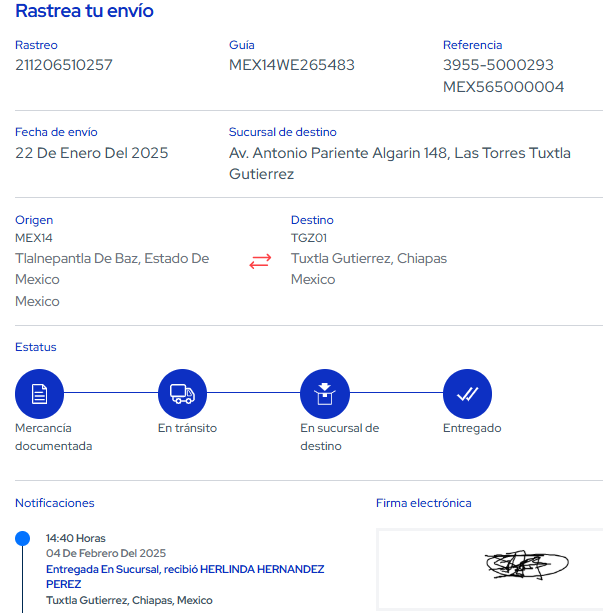 Rastrea tu envío
Rastreo
211206510257
Guía
MEX14WE265483
Referencia
3955-5000293
MEX565000004
Fecha de envío
22 De Enero Del 2025
Sucursal de destino
Av. Antonio Pariente Algarin 148, Las Torres Tuxtla
Gutierrez
Origen
MEX14
Tlalnepantla De Baz, Estado De
Mexico
Mexico
Destino
TGZ01
Tuxtla Gutierrez, Chiapas
Mexico
Estatus
Mercancía
documentada
En tránsito
En sucursal de
destino
Entregado
Notificaciones
14:40 Horas
04 De Febrero Del 2025
Entregada En Sucursal, recibió HERLINDA HERNANDEZ
PEREZ
Tuxtla Gutierrez, Chiapas, Mexico
Firma electrónica